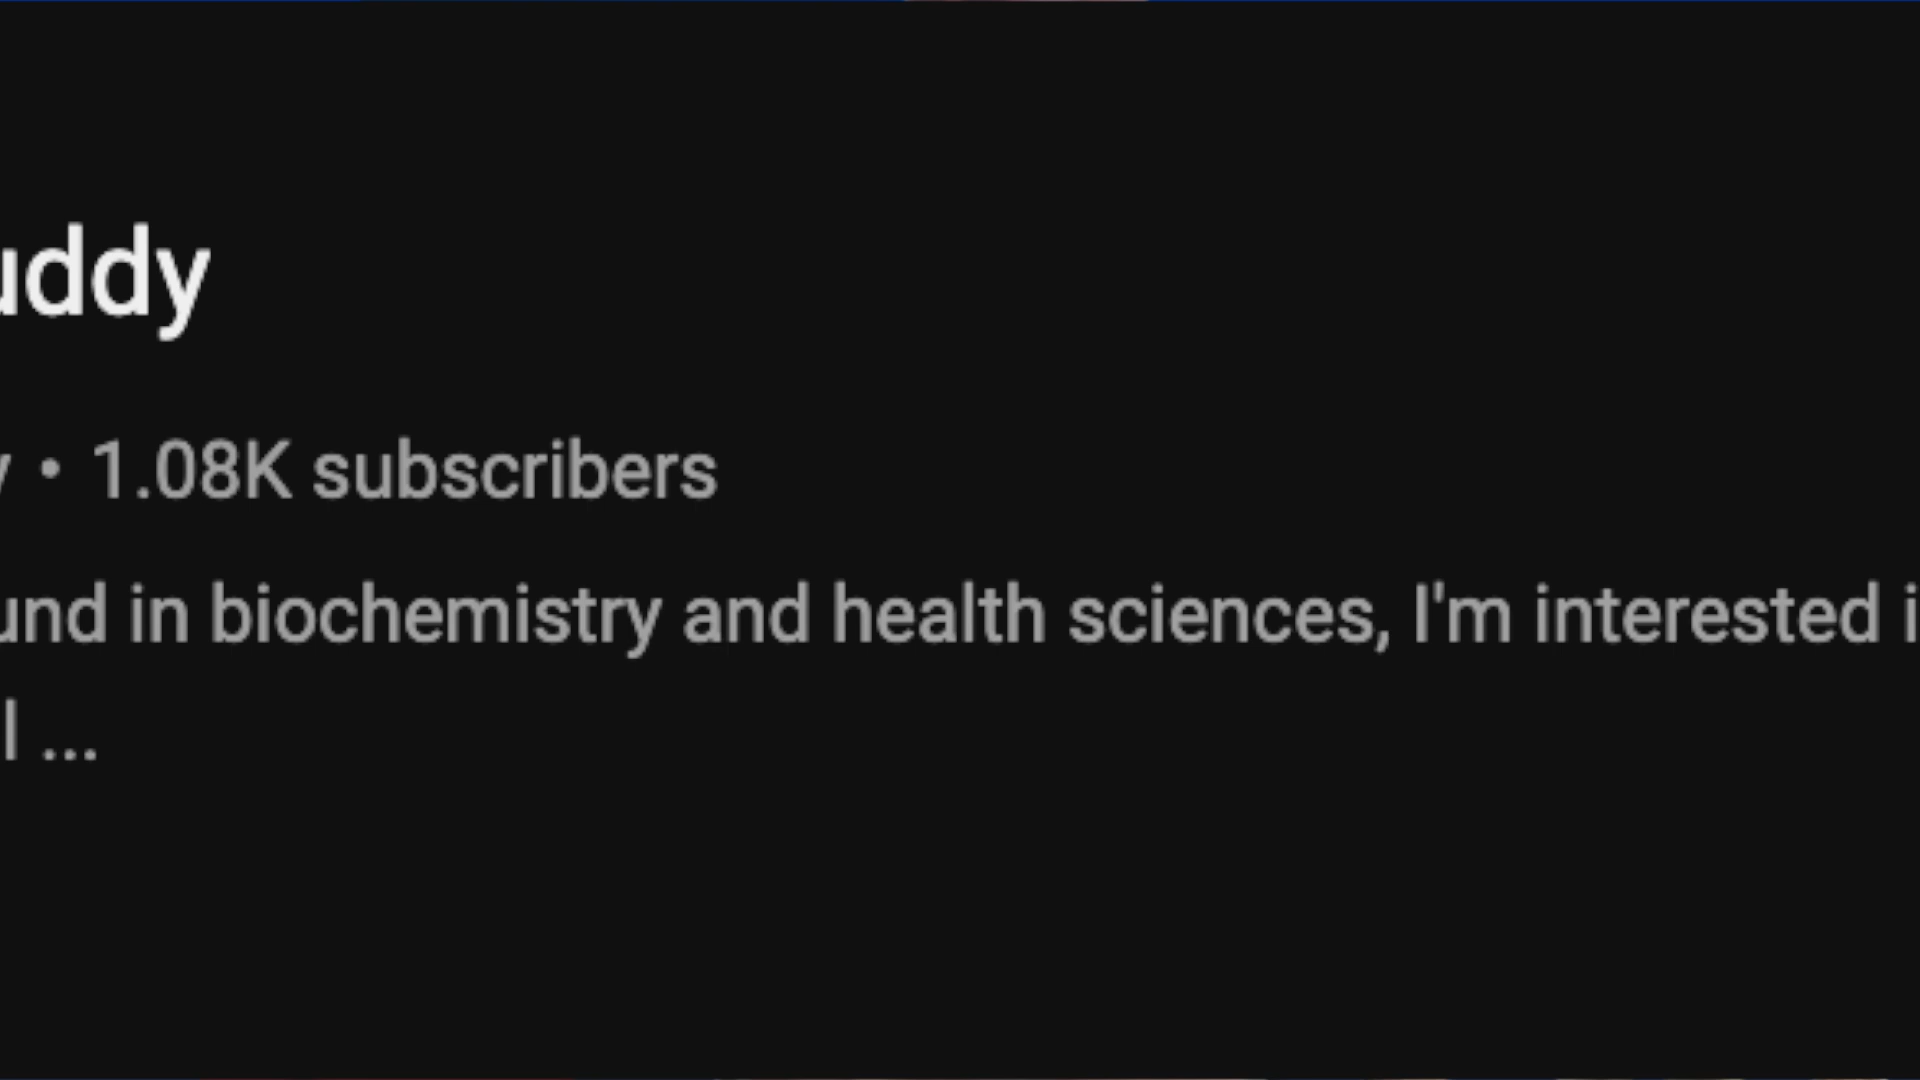 uddy
y • 1.08K subscribers
und in biochemistry and health sciences, I'm interested i
l ...